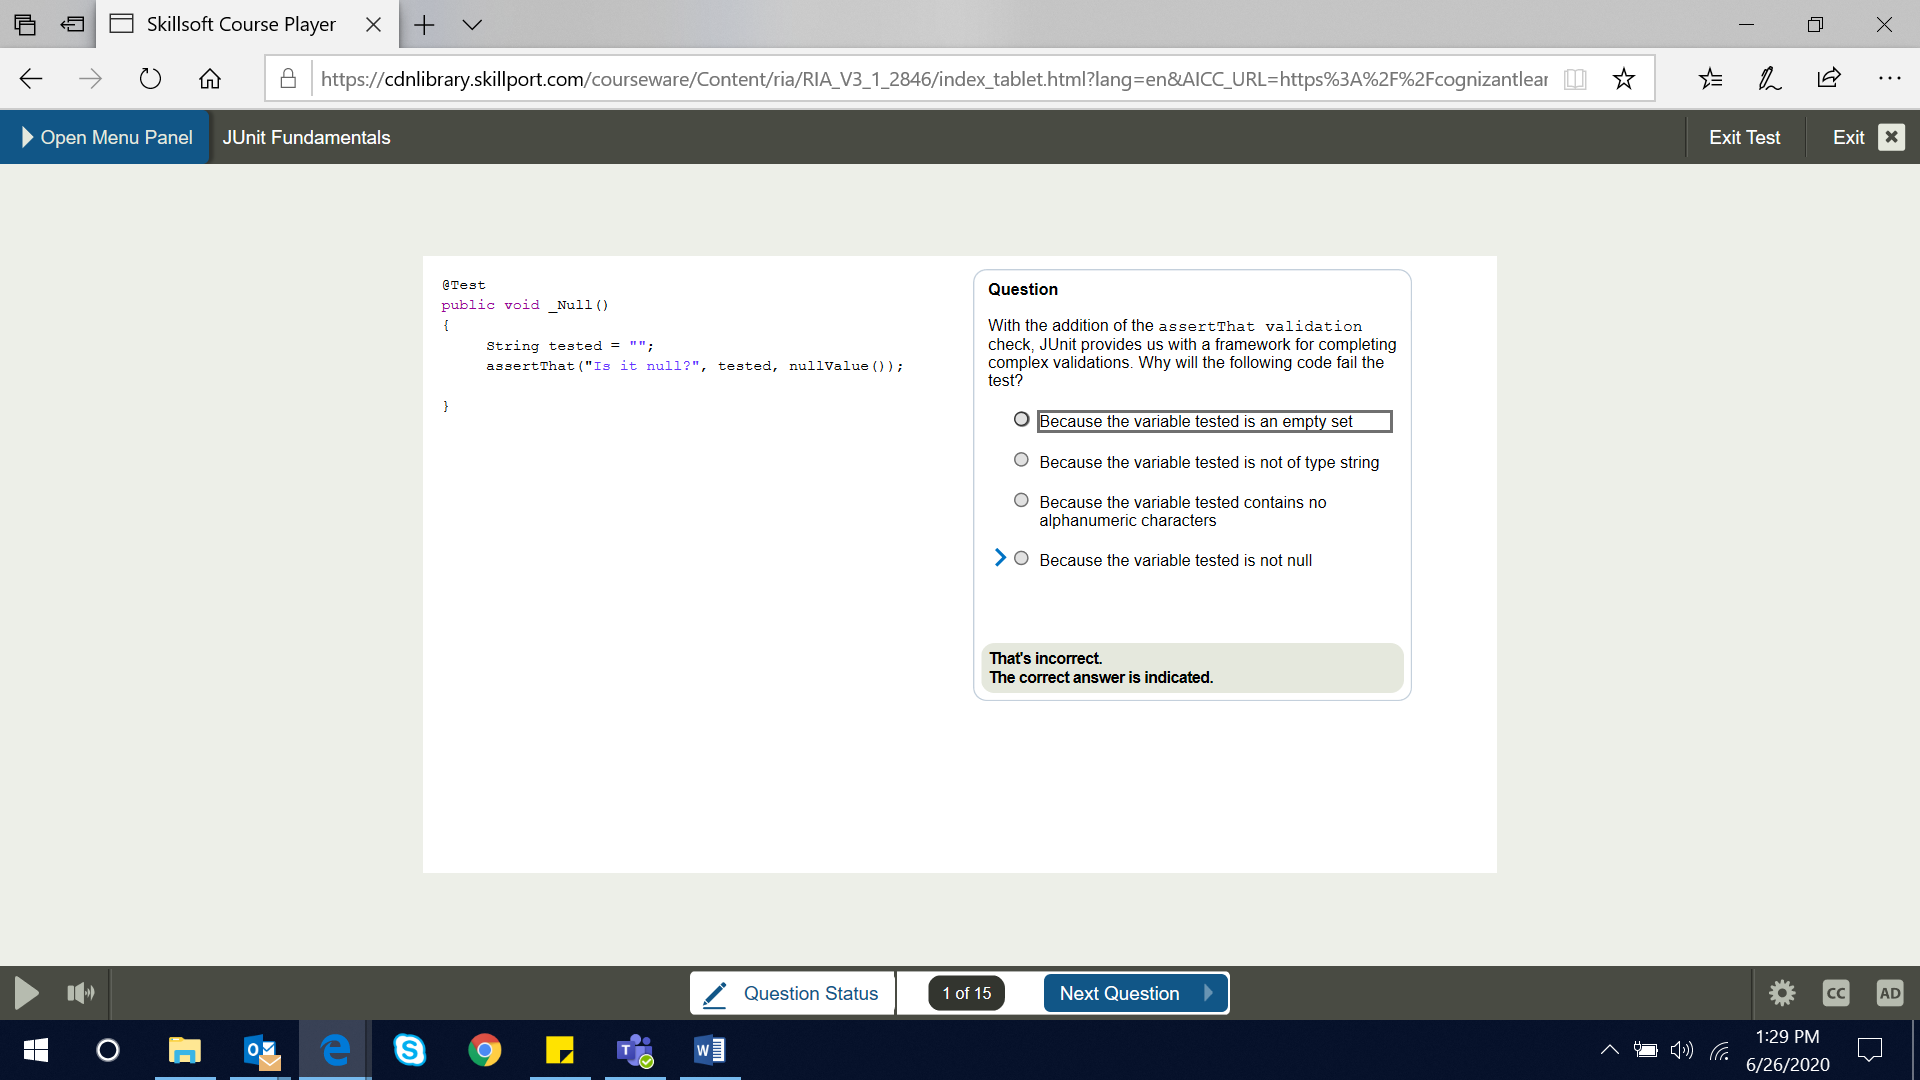 Skillsoft Course Player
https://cdnlibrary.skillport.com/courseware/Content/ria/RIA_V3_1_2846/index_tablet.html?lang=en&AICC_URL=https%3A%2F%2Fcognizantlear
Open Menu Panel
JUnit Fundamentals
Exit Test
Exit
@Test
public void _Null()
{
String tested = "";
assertThat("Is it null?", tested, nullValue());
}
Question
With the addition of the assertThat validation
check, JUnit provides us with a framework for completing
complex validations. Why will the following code fail the
test?
Because the variable tested is an empty set
Because the variable tested is not of type string
Because the variable tested contains no
alphanumeric characters
Because the variable tested is not null
That's incorrect.
The correct answer is indicated.
Question Status
1 of 15
Next Question
CC
AD
1:29 PM
6/26/2020